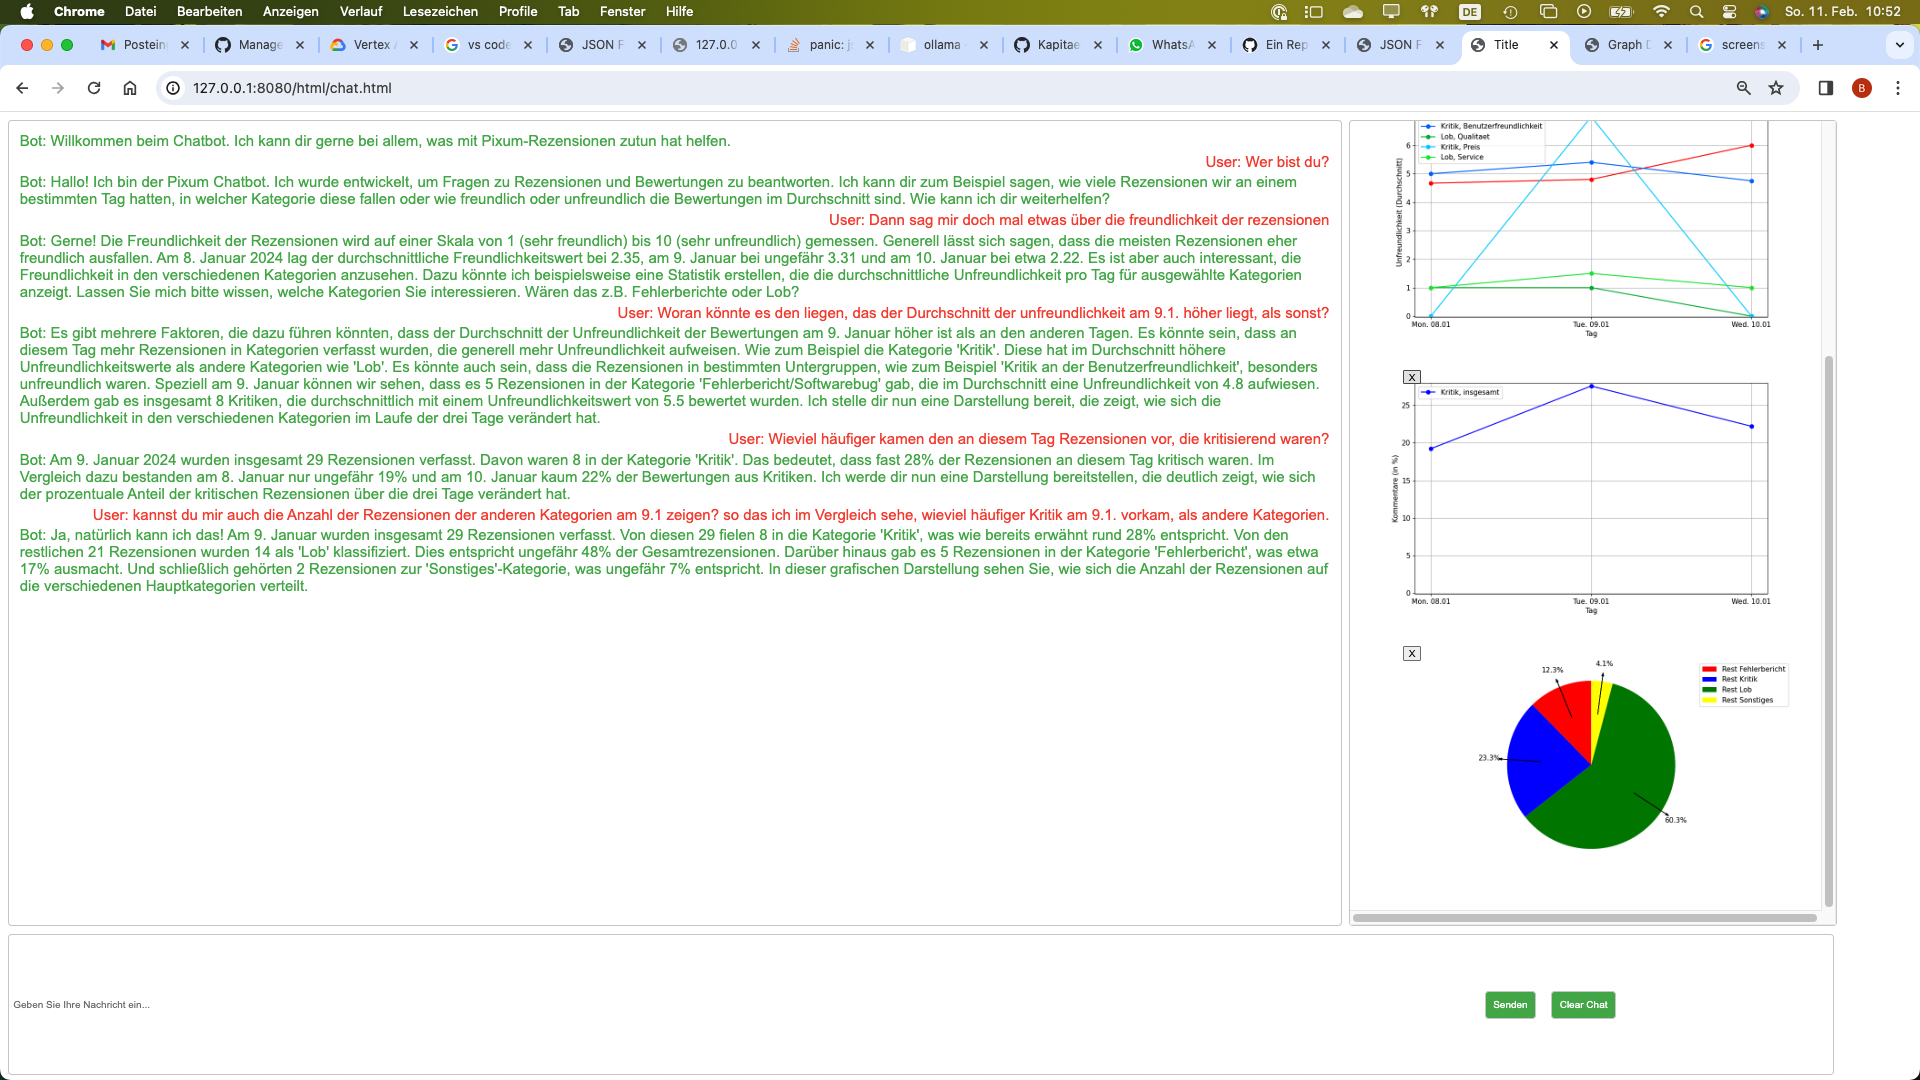 Chrome Datei Bearbeiten Anzeigen Verlauf Lesezeichen Profile Tab Fenster Hilfe DE So. 11. Feb. 10:52
Postein Manage Vertex vs code JSON F 127.0.0 panic: ollama Kapitae WhatsA Ein Rep JSON F Title Graph screens
127.0.0.1:8080/html/chat.html B
Bot: Willkommen beim Chatbot. Ich kann dir gerne bei allem, was mit Pixum-Rezensionen zutun hat helfen.
User: Wer bist du?
Bot: Hallo! Ich bin der Pixum Chatbot. Ich wurde entwickelt, um Fragen zu Rezensionen und Bewertungen zu beantworten. Ich kann dir zum Beispiel sagen, wie viele Rezensionen wir an einem
bestimmten Tag hatten, in welcher Kategorie diese fallen oder wie freundlich oder unfreundlich die Bewertungen im Durchschnitt sind. Wie kann ich dir weiterhelfen?
User: Dann sag mir doch mal etwas über die freundlichkeit der rezensionen
Bot: Gerne! Die Freundlichkeit der Rezensionen wird auf einer Skala von 1 (sehr freundlich) bis 10 (sehr unfreundlich) gemessen. Generell lässt sich sagen, dass die meisten Rezensionen eher
freundlich ausfallen. Am 8. Januar 2024 lag der durchschnittliche Freundlichkeitswert bei 2.35, am 9. Januar bei ungefähr 3.31 und am 10. Januar bei etwa 2.22. Es ist aber auch interessant, die
Freundlichkeit in den verschiedenen Kategorien anzusehen. Dazu könnte ich beispielsweise eine Statistik erstellen, die die durchschnittliche Unfreundlichkeit pro Tag für ausgewählte Kategorien
anzeigt. Lassen Sie mich bitte wissen, welche Kategorien Sie interessieren. Wären das z.B. Fehlerberichte oder Lob?
User: Woran könnte es den liegen, das der Durchschnitt der unfreundlichkeit am 9.1. höher liegt, als sonst?
Bot: Es gibt mehrere Faktoren, die dazu führen könnten, dass der Durchschnitt der Unfreundlichkeit der Bewertungen am 9. Januar höher ist als an den anderen Tagen. Es könnte sein, dass an
diesem Tag mehr Rezensionen in Kategorien verfasst wurden, die generell mehr Unfreundlichkeit aufweisen. Wie zum Beispiel die Kategorie 'Kritik'. Diese hat im Durchschnitt höhere
Unfreundlichkeitswerte als andere Kategorien wie 'Lob'. Es könnte auch sein, dass die Rezensionen in bestimmten Untergruppen, wie zum Beispiel 'Kritik an der Benutzerfreundlichkeit', besonders
unfreundlich waren. Speziell am 9. Januar können wir sehen, dass es 5 Rezensionen in der Kategorie 'Fehlerbericht/Softwarebug' gab, die im Durchschnitt eine Unfreundlichkeit von 4.8 aufwiesen.
Außerdem gab es insgesamt 8 Kritiken, die durchschnittlich mit einem Unfreundlichkeitswert von 5.5 bewertet wurden. Ich stelle dir nun eine Darstellung bereit, die zeigt, wie sich die
Unfreundlichkeit in den verschiedenen Kategorien im Laufe der drei Tage verändert hat.
User: Wieviel häufiger kamen den an diesem Tag Rezensionen vor, die kritisierend waren?
Bot: Am 9. Januar 2024 wurden insgesamt 29 Rezensionen verfasst. Davon waren 8 in der Kategorie 'Kritik'. Das bedeutet, dass fast 28% der Rezensionen an diesem Tag kritisch waren. Im
Vergleich dazu bestanden am 8. Januar nur ungefähr 19% und am 10. Januar kaum 22% der Bewertungen aus Kritiken. Ich werde dir nun eine Darstellung bereitstellen, die deutlich zeigt, wie sich
der prozentuale Anteil der kritischen Rezensionen über die drei Tage verändert hat.
User: kannst du mir auch die Anzahl der Rezensionen der anderen Kategorien am 9.1 zeigen? so das ich im Vergleich sehe, wieviel häufiger Kritik am 9.1. vorkam, als andere Kategorien.
Bot: Ja, natürlich kann ich das! Am 9. Januar wurden insgesamt 29 Rezensionen verfasst. Von diesen 29 fielen 8 in die Kategorie 'Kritik', was wie bereits erwähnt rund 28% entspricht. Von den
restlichen 21 Rezensionen wurden 14 als 'Lob' klassifiziert. Dies entspricht ungefähr 48% der Gesamtrezensionen. Darüber hinaus gab es 5 Rezensionen in der Kategorie 'Fehlerbericht', was etwa
17% ausmacht. Und schließlich gehörten 2 Rezensionen zur 'Sonstiges'-Kategorie, was ungefähr 7% entspricht. In dieser grafischen Darstellung sehen Sie, wie sich die Anzahl der Rezensionen auf
die verschiedenen Hauptkategorien verteilt.
Kritik, Benutzerfreundlichkeit
Lob, Qualitaet
Kritik, Preis
Lob, Service
Unfreundlichkeit (Durchschnitt)
6
5
4
3
2
1
0
Mon. 08.01 Tue. 09.01 Wed. 10.01
Tag
X
Kritik, insgesamt
Kommentare (in %)
25
20
15
10
5
0
Mon. 08.01 Tue. 09.01 Wed. 10.01
Tag
X
12.3%
4.1%
23.3%
60.3%
Rest Fehlerbericht
Rest Kritik
Rest Lob
Rest Sonstiges
Geben Sie Ihre Nachricht ein...
Senden Clear Chat